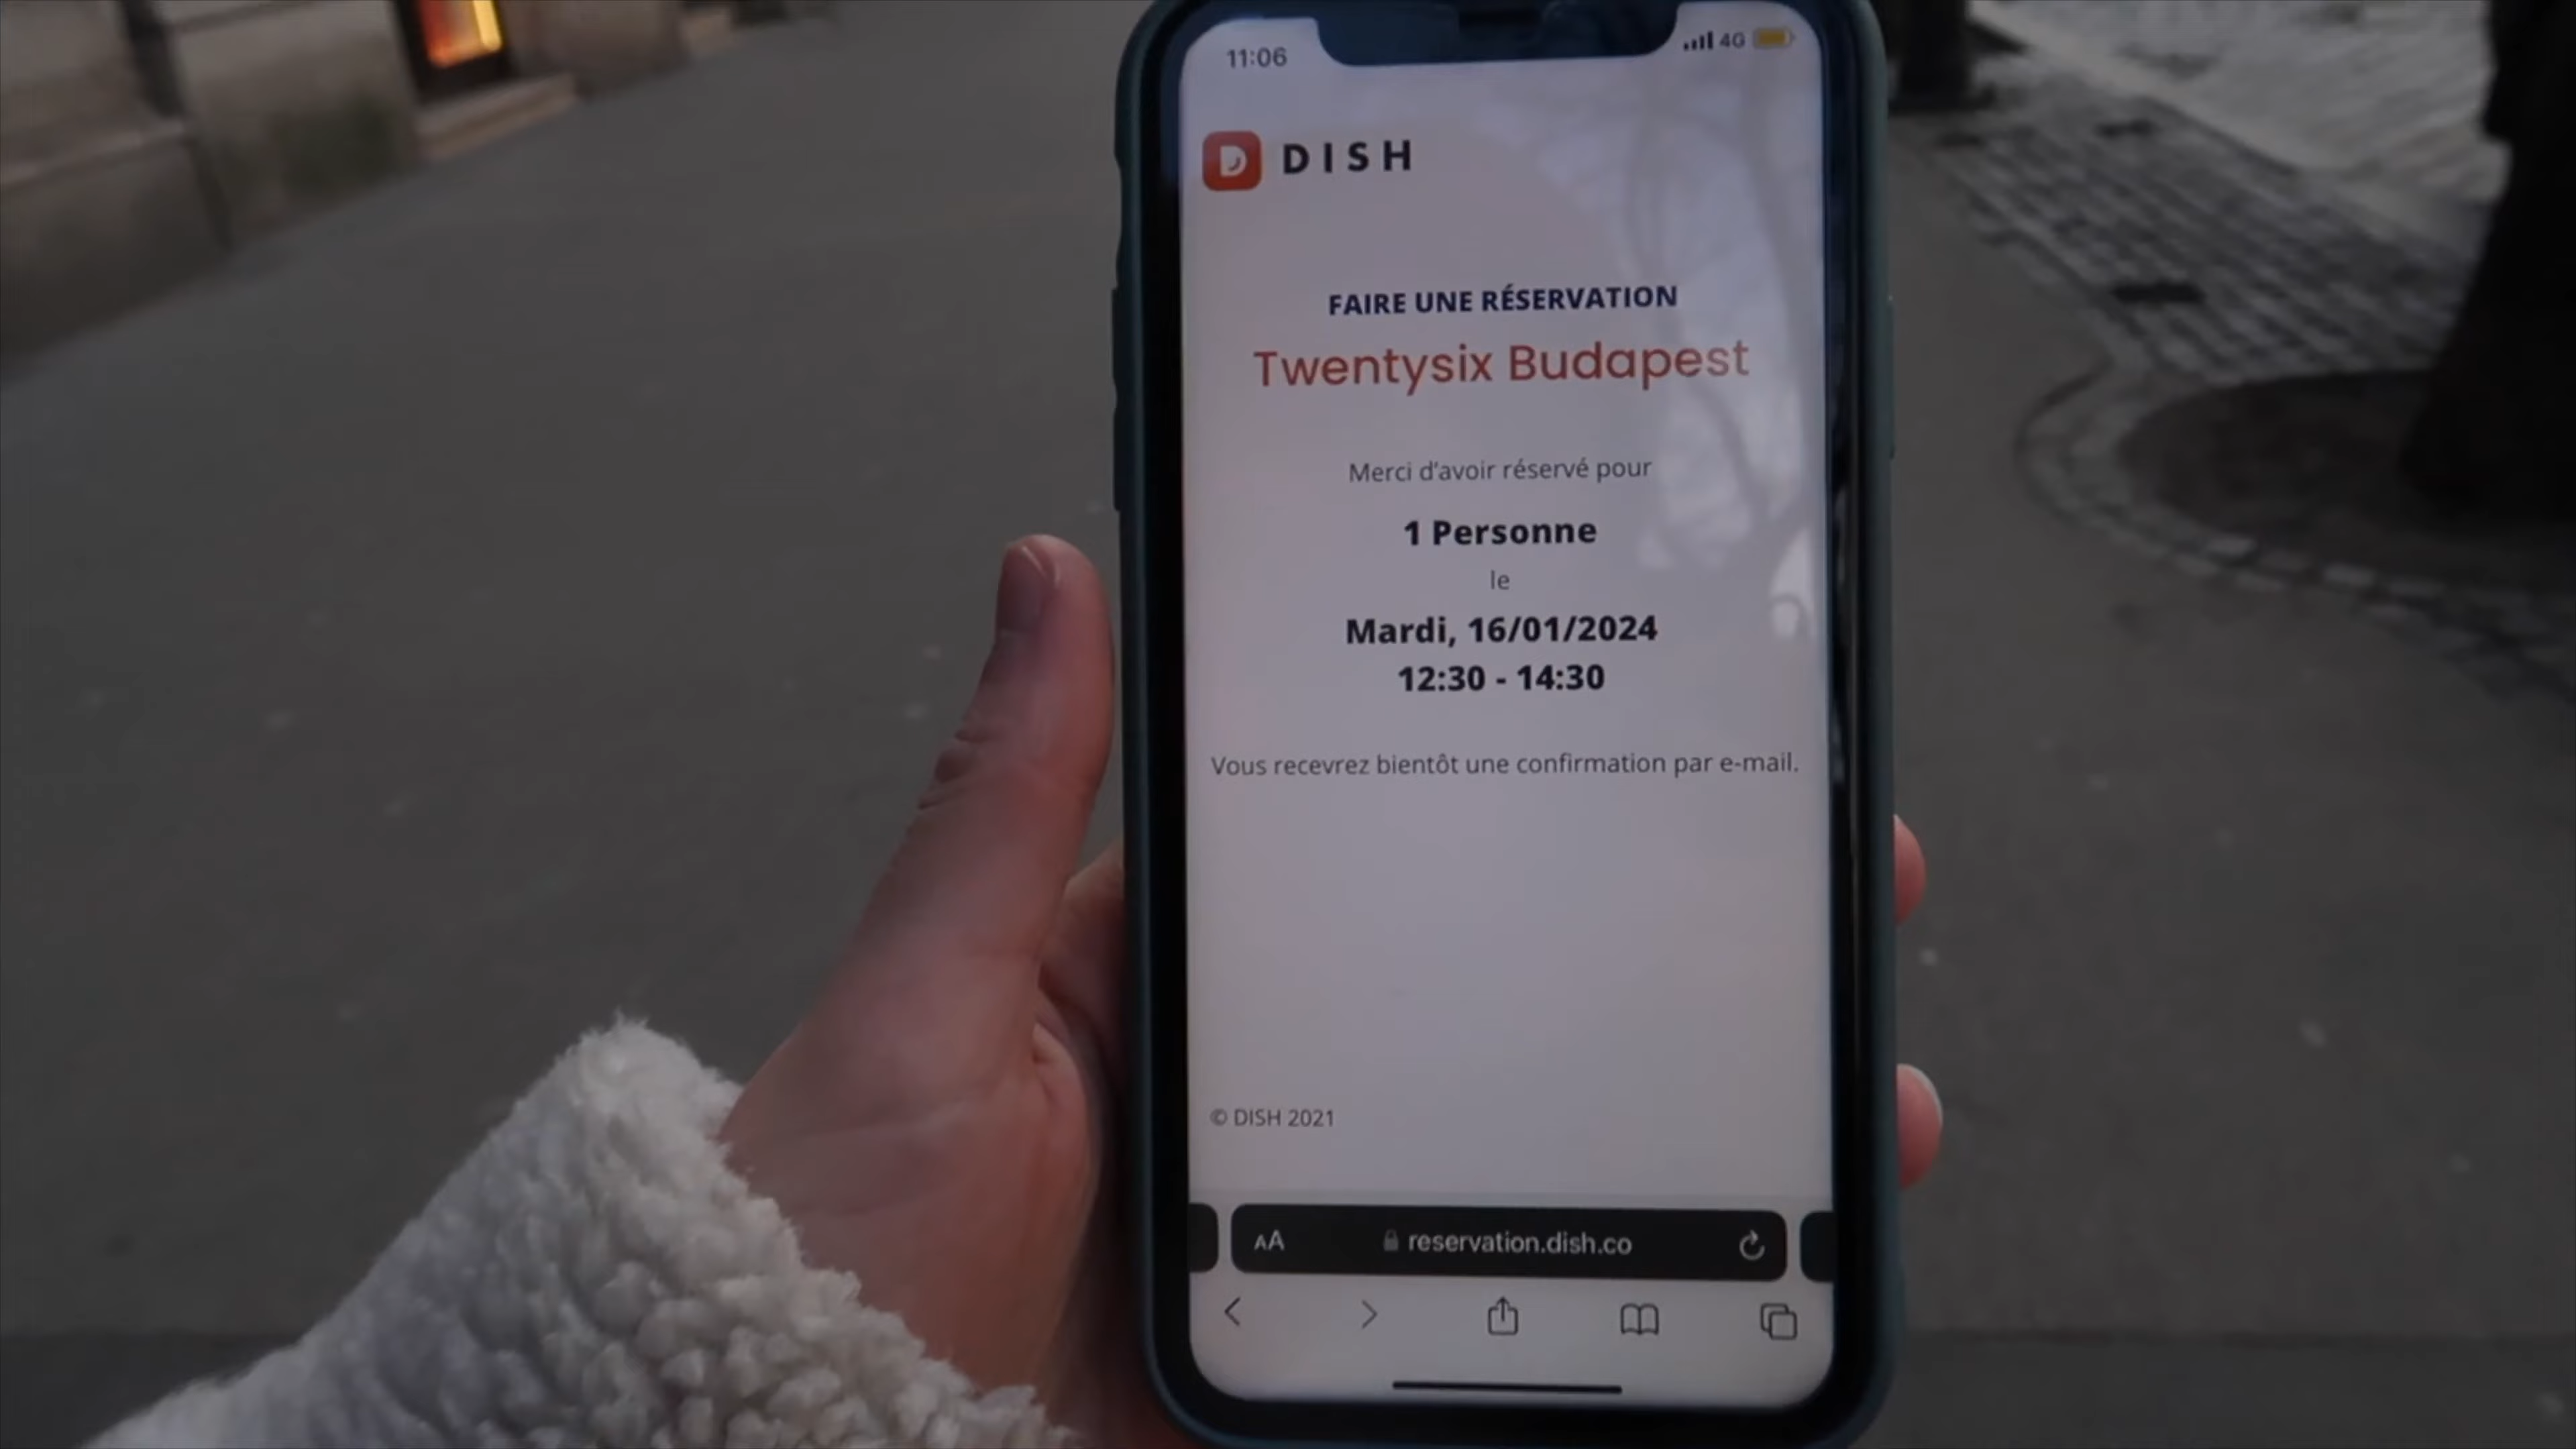 11:06
4G
D DISH
FAIRE UNE RÉSERVATION
Twentysix Budapest
Merci d'avoir réservé pour
1 Personne
le
Mardi, 16/01/2024
12:30 - 14:30
Vous recevrez bientôt une confirmation par e-mail.
© DISH 2021
AA reservation.dish.co